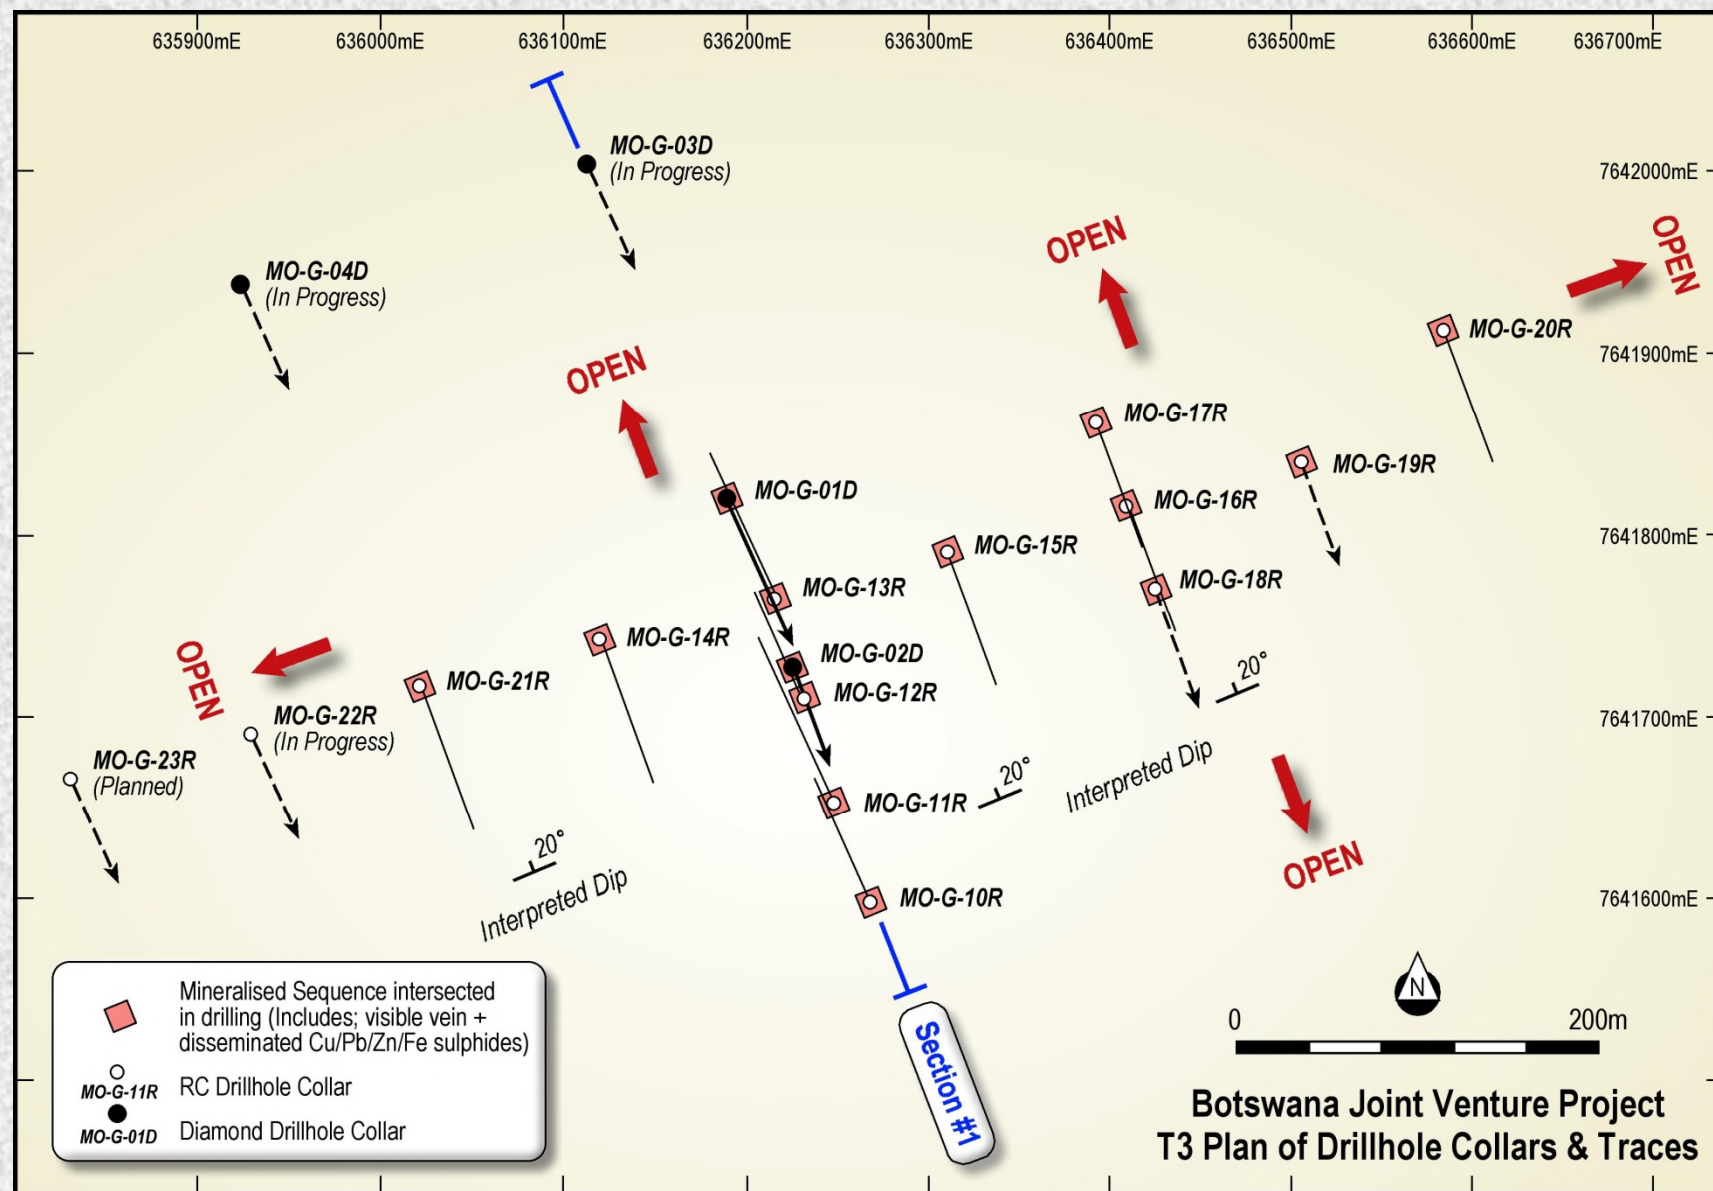 635900mE
636000mE
636100mE
636200mE
636300mE
636400mE
636500mE
636600mE
636700mE
MO-G-03D
(In Progress)
7642000mE
OPEN
OPEN
MO-G-04D
(In Progress)
MO-G-20R
7641900mE
OPEN
MO-G-17R
MO-G-19R
MO-G-01D
MO-G-16R
7641800mE
MO-G-15R
MO-G-18R
MO-G-13R
MO-G-14R
MO-G-02D
MO-G-21R
MO-G-12R
20°
OPEN
MO-G-22R
(In Progress)
7641700mE
MO-G-23R
(Planned)
Interpreted Dip
20°
MO-G-11R
20°
Interpreted Dip
OPEN
MO-G-10R
7641600mE
Mineralised Sequence intersected
in drilling (Includes; visible vein +
disseminated Cu/Pb/Zn/Fe sulphides)
MO-G-11R
RC Drillhole Collar
MO-G-01D
Diamond Drillhole Collar
Section #1
N
0
200m
Botswana Joint Venture Project
T3 Plan of Drillhole Collars & Traces